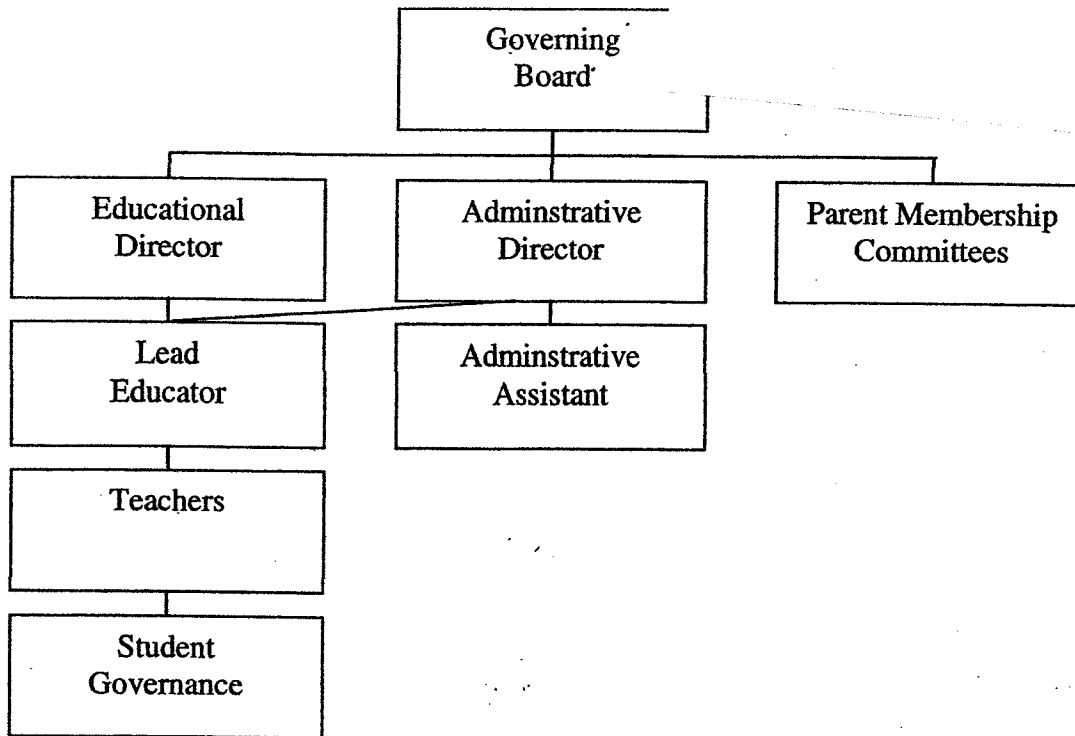 Governing
Board
Educational
Director
Adminstrative
Director
Parent Membership
Committees
Lead
Educator
Adminstrative
Assistant
Teachers
Student
Governance